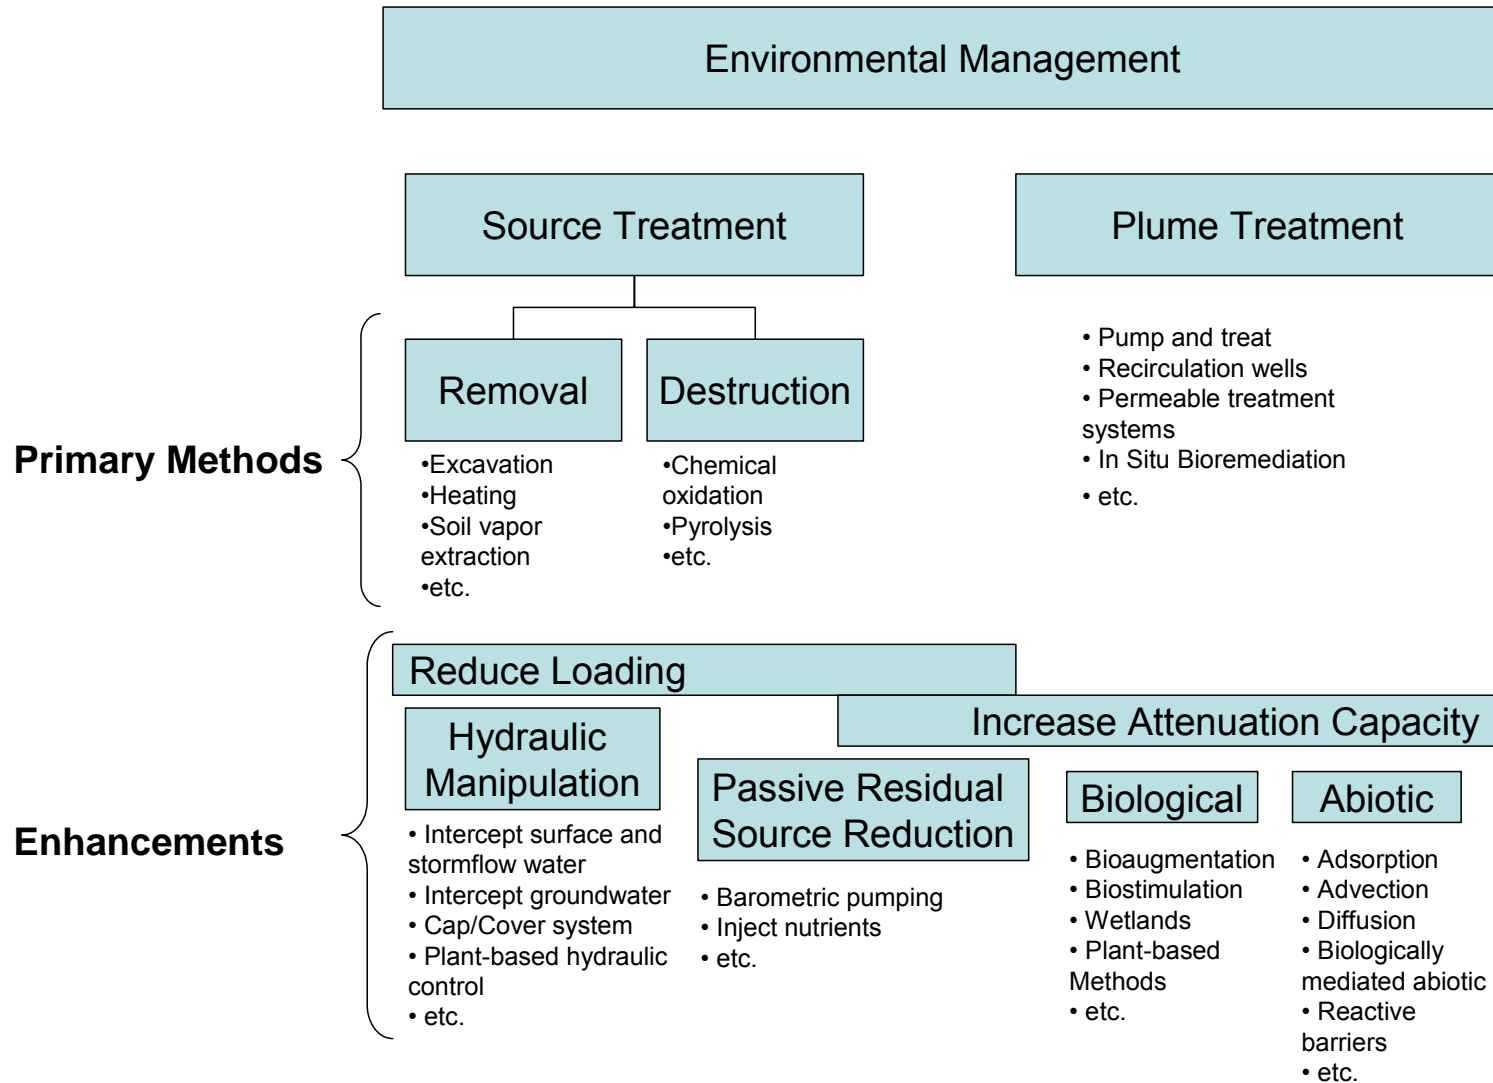 Environmental Management
Source Treatment
Plume Treatment
Primary Methods
Removal
•Excavation
•Heating
•Soil vapor
extraction
•etc.
Destruction
•Chemical
oxidation
•Pyrolysis
•etc.
• Pump and treat
• Recirculation wells
• Permeable treatment
systems
• In Situ Bioremediation
• etc.
Enhancements
Reduce Loading
Increase Attenuation Capacity
Hydraulic
Manipulation
• Intercept surface and
stormflow water
• Intercept groundwater
• Cap/Cover system
• Plant-based hydraulic
control
• etc.
Passive Residual
Source Reduction
• Barometric pumping
• Inject nutrients
• etc.
Biological
• Bioaugmentation
• Biostimulation
• Wetlands
• Plant-based
Methods
• etc.
Abiotic
• Adsorption
• Advection
• Diffusion
• Biologically
mediated abiotic
• Reactive
barriers
• etc.